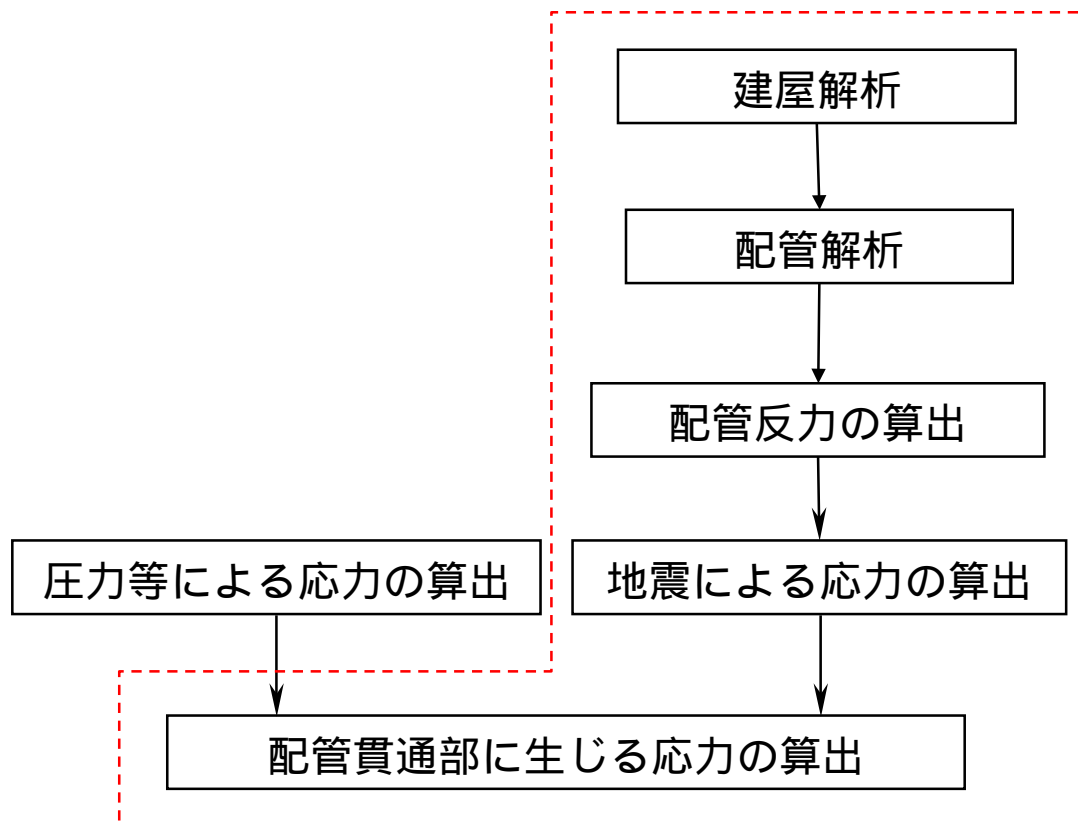 建屋解析
配管解析
配管反力の算出
圧力等による応力の算出
地震による応力の算出
配管貫通部に生じる応力の算出